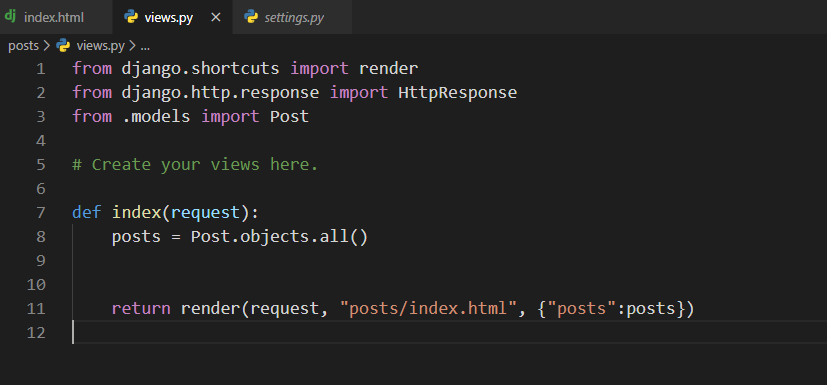 index.html views.py × settings.py
posts > views.py > ...
1 from django.shortcuts import render
2 from django.http.response import HttpResponse
3 from .models import Post
4
5 # Create your views here.
6
7 def index(request):
8     posts = Post.objects.all()
9
10
11     return render(request, "posts/index.html", {"posts":posts})
12